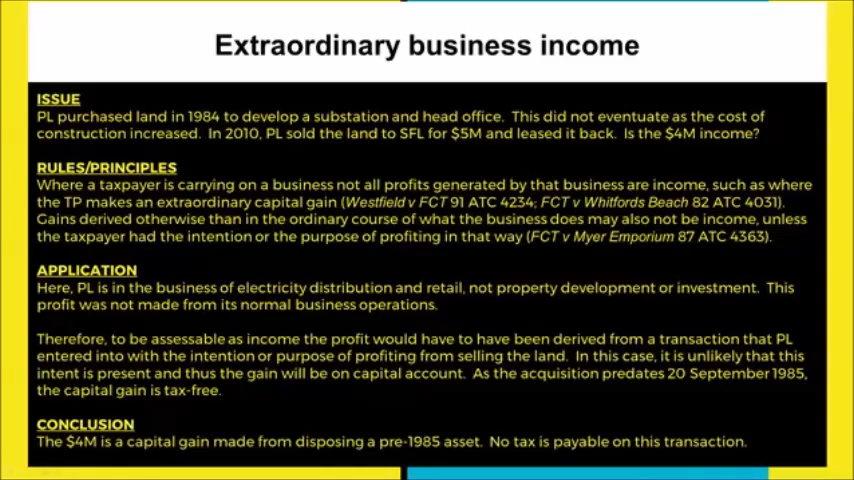 Extraordinary business income
ISSUE
PL purchased land in 1984 to develop a substation and head office. This did not eventuate as the cost of
construction increased. In 2010, PL sold the land to SFL for $5M and leased it back. Is the $4M income?
RULES/PRINCIPLES
Where a taxpayer is carrying on a business not all profits generated by that business are income, such as where
the TP makes an extraordinary capital gain (Westfield v FCT 91 ATC 4234; FCT v Whitfords Beach 82 ATC 4031).
Gains derived otherwise than in the ordinary course of what the business does may also not be income, unless
the taxpayer had the intention or the purpose of profiting in that way (FCT v Myer Emporium 87 ATC 4363).
APPLICATION
Here, PL is in the business of electricity distribution and retail, not property development or investment. This
profit was not made from its normal business operations.
Therefore, to be assessable as income the profit would have to have been derived from a transaction that PL
entered into with the intention or purpose of profiting from selling the land. In this case, it is unlikely that this
intent is present and thus the gain will be on capital account. As the acquisition predates 20 September 1985,
the capital gain is tax-free.
CONCLUSION
The $4M is a capital gain made from disposing a pre-1985 asset. No tax is payable on this transaction.